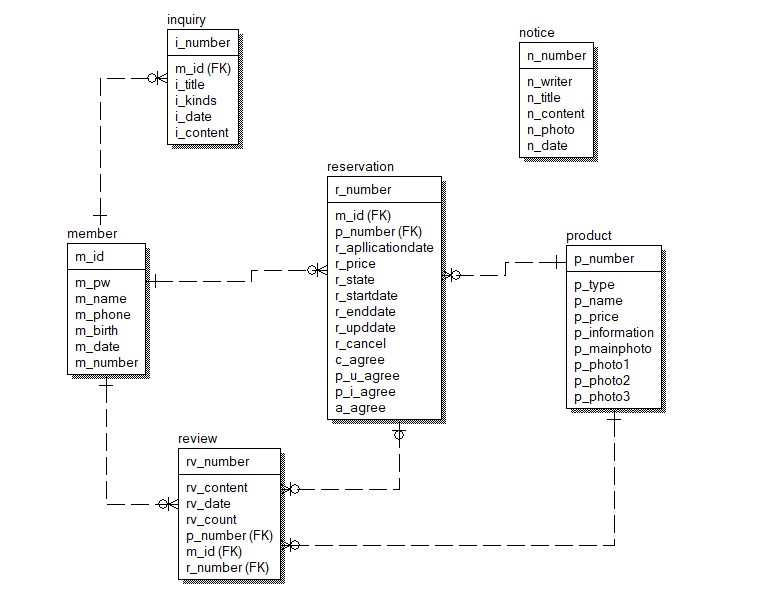 inquiry
i_number
m_id (FK)
i_title
i_kinds
i_date
i_content
notice
n_number
n_writer
n_title
n_content
n_photo
n_date
reservation
r_number
m_id (FK)
p_number (FK)
r_apllicationdate
r_price
r_state
r_startdate
r_enddate
r_upddate
r_cancel
c_agree
p_u_agree
p_i_agree
a_agree
member
m_id
m_pw
m_name
m_phone
m_birth
m_date
m_number
product
p_number
p_type
p_name
p_price
p_information
p_mainphoto
p_photo1
p_photo2
p_photo3
review
rv_number
rv_content
rv_date
rv_count
p_number (FK)
m_id (FK)
r_number (FK)